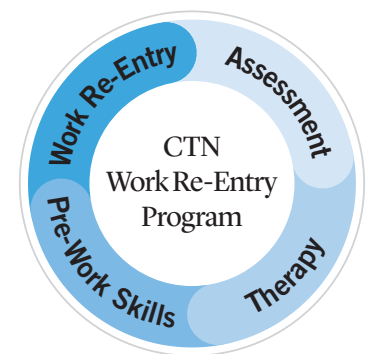 CTN
Work Re-Entry
Program
Assessment
Therapy
Pre-Work Skills
Work Re-Entry